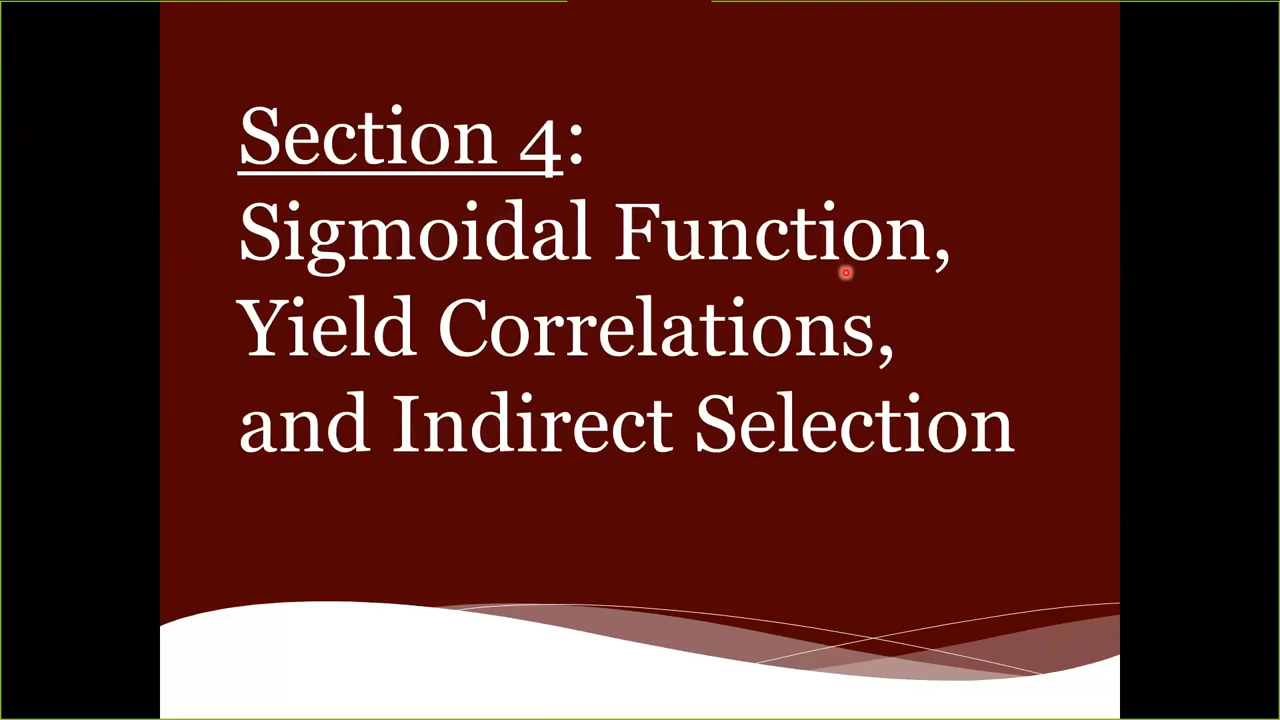 Section 4:
Sigmoidal Function,
Yield Correlations,
and Indirect Selection